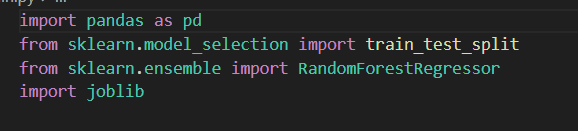 import pandas as pd
from sklearn.model_selection import train_test_split
from sklearn.ensemble import RandomForestRegressor
import joblib